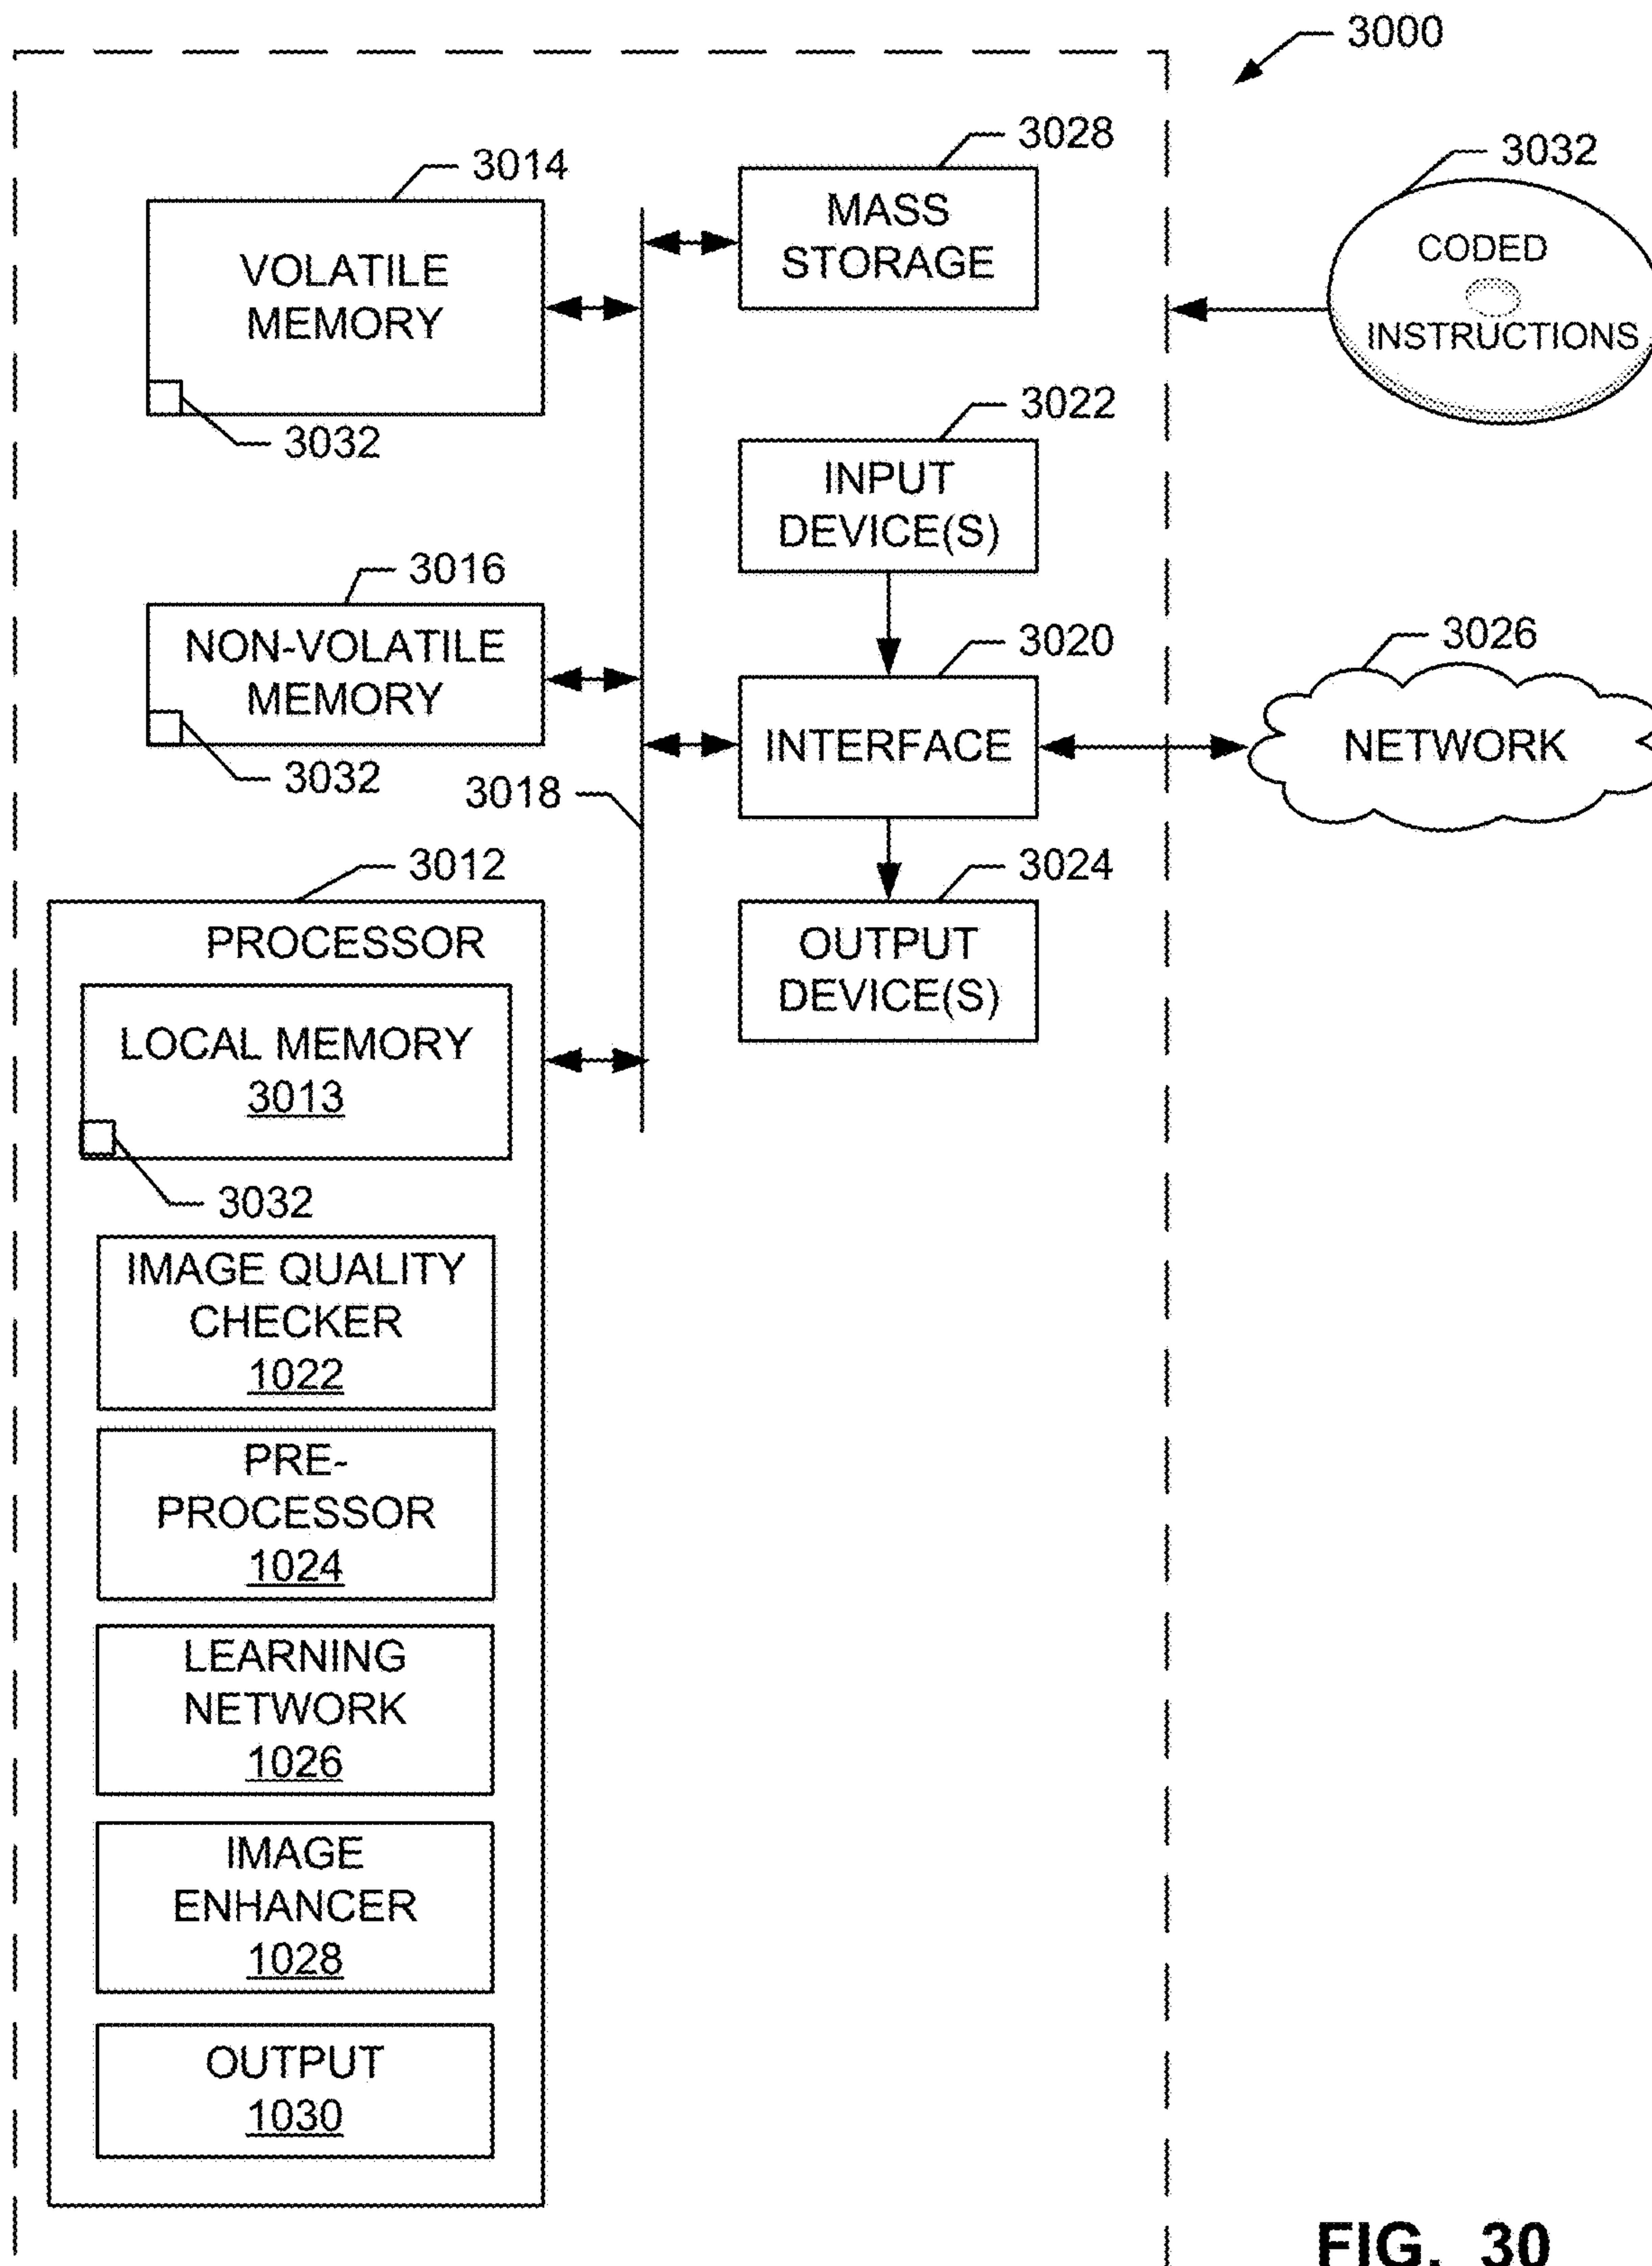 3000
3028
3032
3014
MASS
STORAGE
CODED
INSTRUCTIONS
VOLATILE
MEMORY
3032
3022
INPUT
DEVICE(S)
3016
NON-VOLATILE
MEMORY
3032
3020
INTERFACE
3026
NETWORK
3018
3012
3024
PROCESSOR
OUTPUT
DEVICE(S)
LOCAL MEMORY
3013
3032
IMAGE QUALITY
CHECKER
1022
PRE-
PROCESSOR
1024
LEARNING
NETWORK
1026
IMAGE
ENHANCER
1028
OUTPUT
1030
FIG. 30